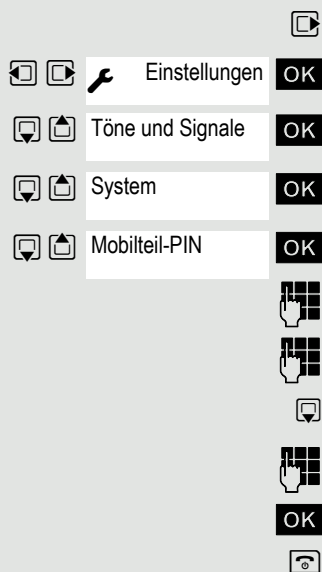 Einstellungen OK
Töne und Signale OK
System OK
Mobilteil-PIN OK
OK